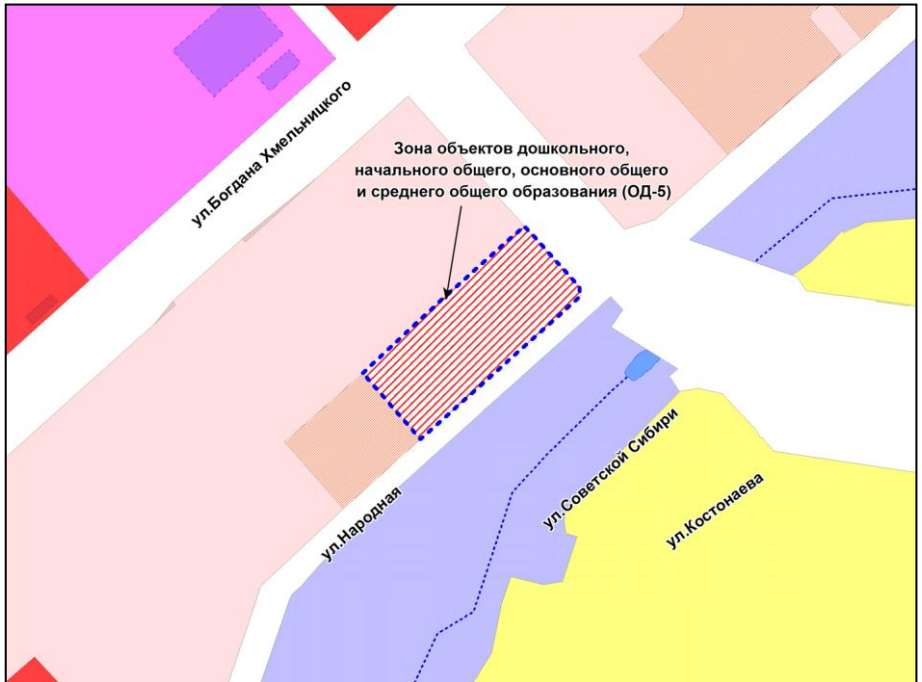 ул.Богдана Хмельницкого
Зона объектов дошкольного,
начального общего, основного общего
и среднего общего образования (ОД-5)
ул.Народная
ул.Советской Сибири
ул.Костонаева